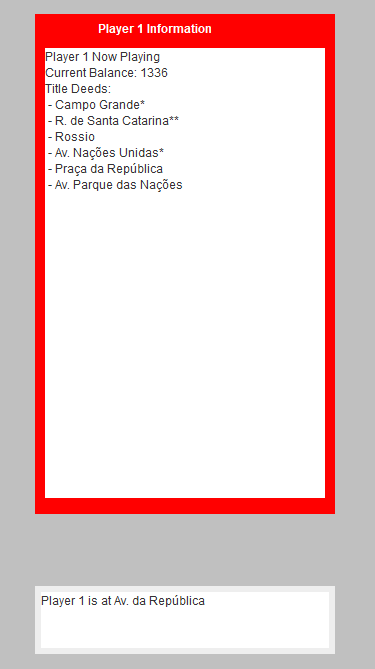 Player 1 Information
Player 1 Now Playing
Current Balance: 1336
Title Deeds:
- Campo Grande*
- R. de Santa Catarina**
- Rossio
- Av. Nações Unidas*
- Praça da República
- Av. Parque das Nações
Player 1 is at Av. da República